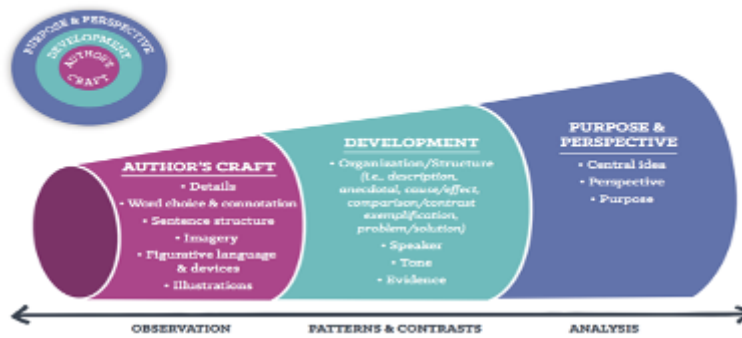 PURPOSE & PERSPECTIVE
DEVELOPMENT
AUTHOR'S
CRAFT
AUTHOR'S CRAFT
• Details
• Word choice & connotation
• Sentence structure
• Imagery
• Figurative language
& devices
• Illustrations
DEVELOPMENT
• Organization/Structure
(i.e., description,
anecdotal, cause/effect,
comparison/contrast
exemplification,
problem/solution)
• Speaker
• Tone
• Evidence
PURPOSE &
PERSPECTIVE
• Central idea
• Perspective
• Purpose
OBSERVATION
PATTERNS & CONTRASTS
ANALYSIS